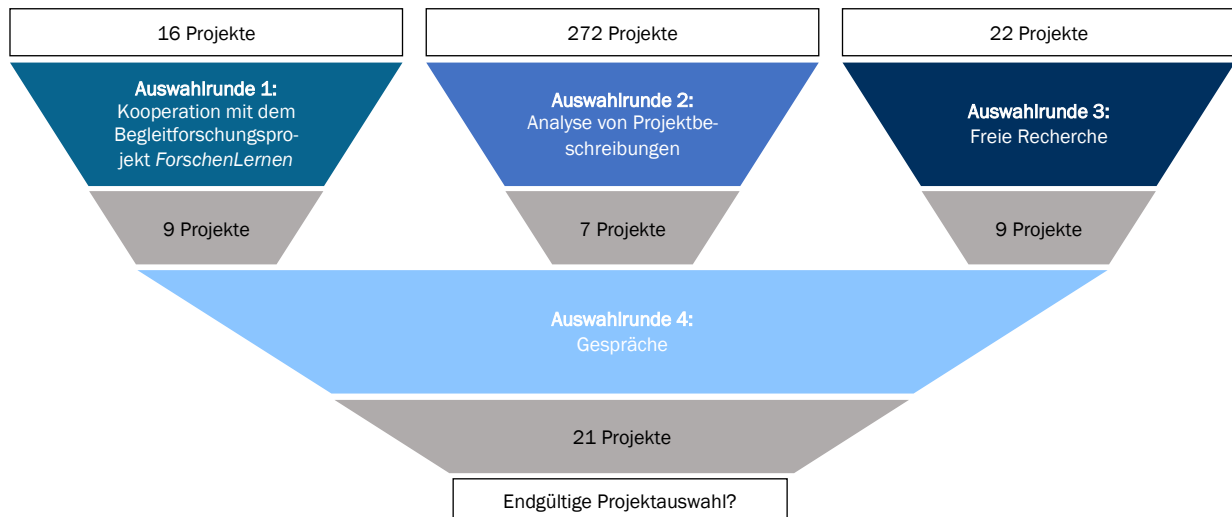 16 Projekte
272 Projekte
22 Projekte
Auswahlrunde 1:
Kooperation mit dem
Begleitforschungspro-
jekt ForschenLernen
Auswahlrunde 2:
Analyse von Projektbe-
schreibungen
Auswahlrunde 3:
Freie Recherche
9 Projekte
7 Projekte
9 Projekte
Auswahlrunde 4:
Gespräche
21 Projekte
Endgültige Projektauswahl?